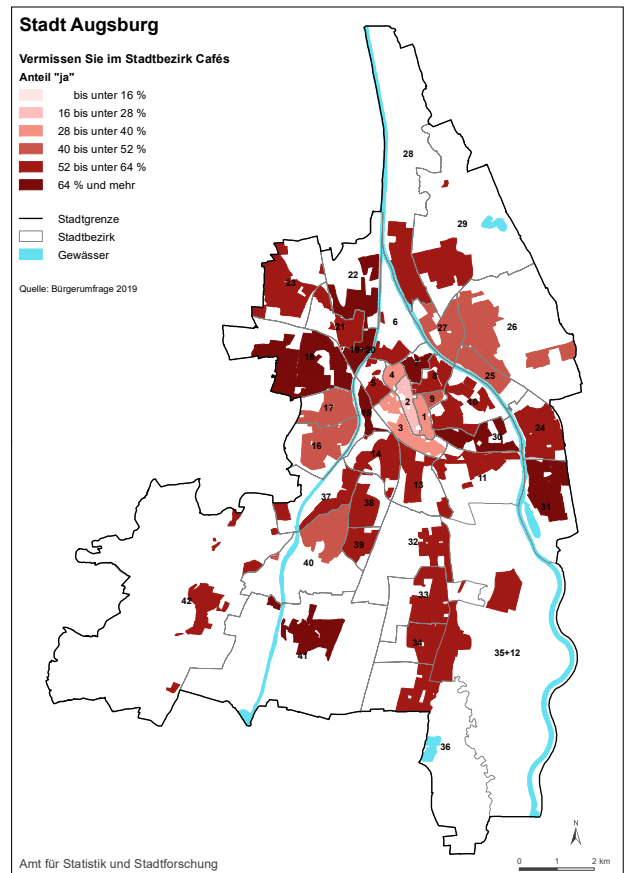 Stadt Augsburg
Vermissen Sie im Stadtbezirk Cafés
Anteil "ja"
bis unter 16 %
16 bis unter 28 %
28 bis unter 40 %
40 bis unter 52 %
52 bis unter 64 %
64 % und mehr
Stadtgrenze
Stadtbezirk
Gewässer
Quelle: Bürgerumfrage 2019
28
29
22
23
6
21
27
26
19+20
18
7
4
5
8
25
2
9
10
17
15
1
3
24
30
16
14
11
13
37
38
31
32
39
40
33
42
34
41
35+12
36
N
0 1 2 km
Amt für Statistik und Stadtforschung